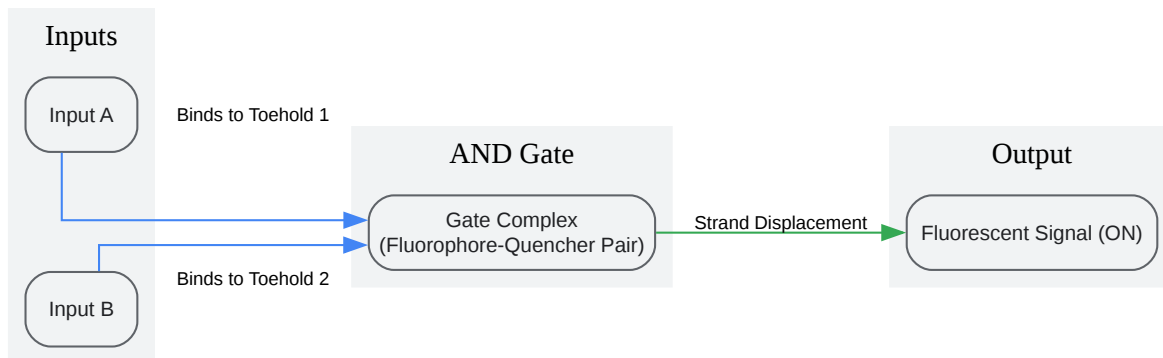 Inputs
Input A
Binds to Toehold 1
AND Gate
Gate Complex
(Fluorophore-Quencher Pair)
Strand Displacement
Output
Fluorescent Signal (ON)
Binds to Toehold 2
Input B